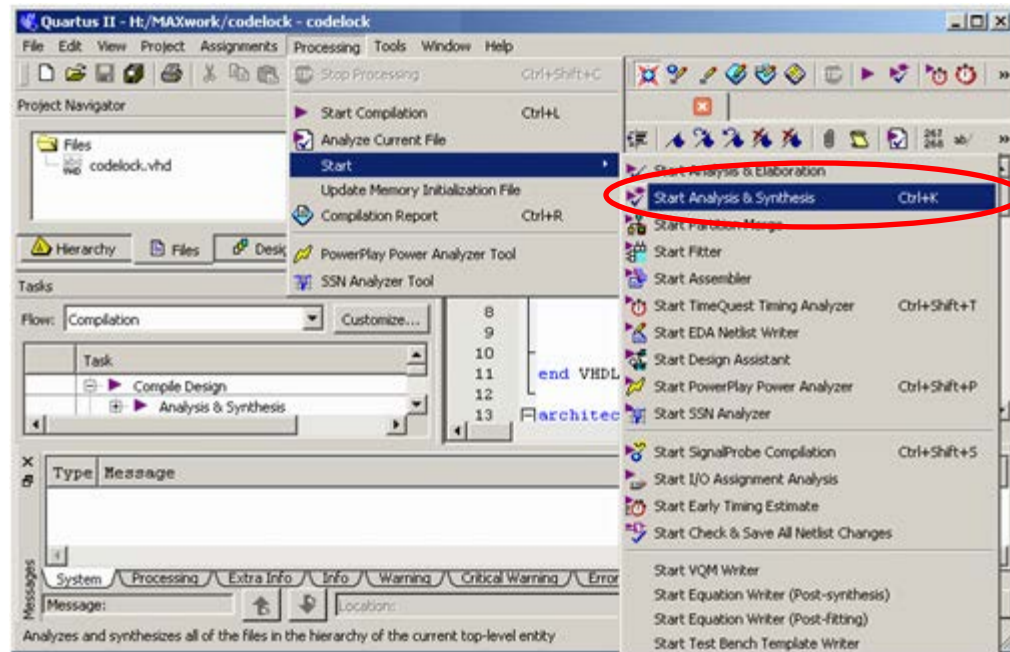 Quartus II - H:/MAXwork/codelock - codelock
File Edit View Project Assignments Processing Tools Window Help
Stop Processing Ctrl+Shift+C
Start Compilation Ctrl+L
Analyze Current File
Start
Update Memory Initialization File
Compilation Report Ctrl+R
PowerPlay Power Analyzer Tool
SSN Analyzer Tool
Project Navigator
Files
codelock.vhd
Hierarchy Files Desig
Tasks
Flow: Compilation Customize...
Task
Compile Design
Analysis & Synthesis
267
268 ab/
8
9
10
11 end VHDL
12
13 architec
Start Analysis & Elaboration
Start Analysis & Synthesis Ctrl+K
Start Partition Merge
Start Fitter
Start Assembler
Start TimeQuest Timing Analyzer Ctrl+Shift+T
Start EDA Netlist Writer
Start Design Assistant
Start PowerPlay Power Analyzer Ctrl+Shift+P
Start SSN Analyzer
Start SignalProbe Compilation Ctrl+Shift+S
Start I/O Assignment Analysis
Start Early Timing Estimate
Start Check & Save All Netlist Changes
Start VQM Writer
Start Equation Writer (Post-synthesis)
Start Equation Writer (Post-fitting)
Start Test Bench Template Writer
Type Message
System Processing Extra Info Info Warning Critical Warning Error
Messages
Message: Location:
Analyzes and synthesizes all of the files in the hierarchy of the current top-level entity